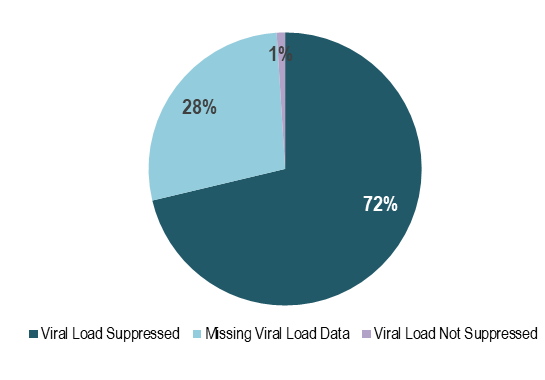 1%
28%
72%
Viral Load Suppressed Missing Viral Load Data Viral Load Not Suppressed